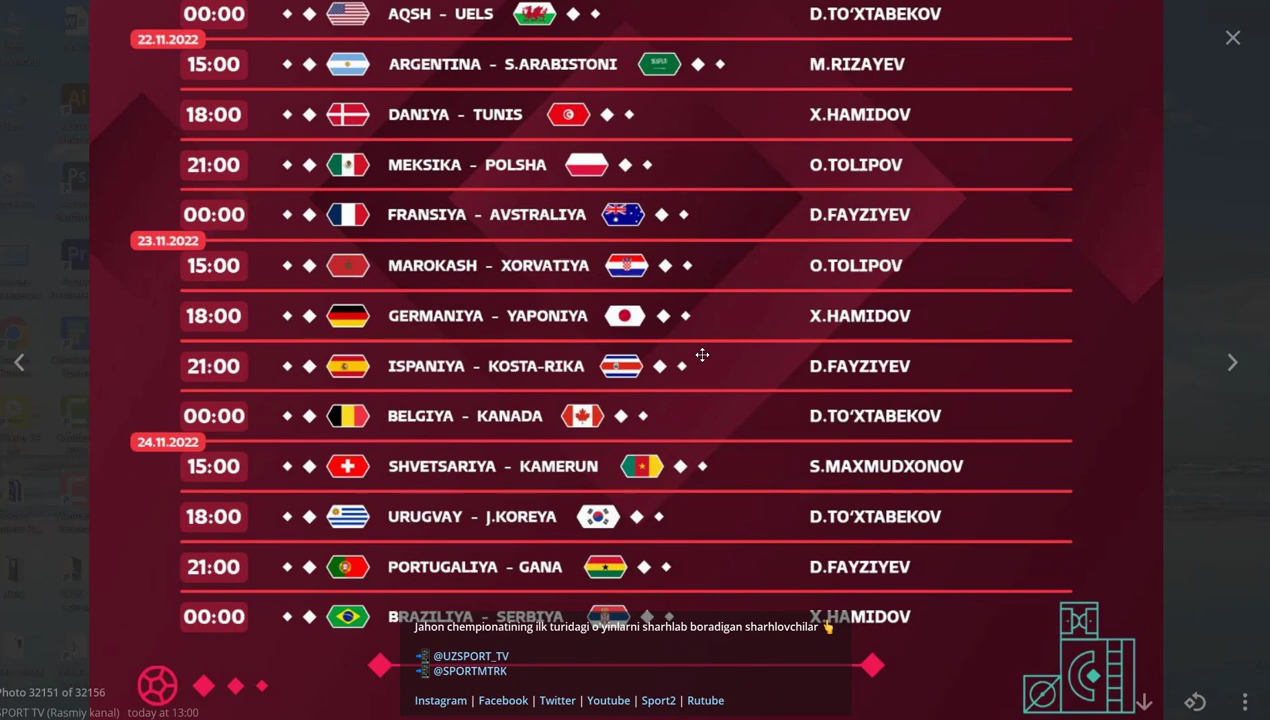 00:00 AQSH - UELS D.TO'XTABEKOV
22.11.2022
15:00 ARGENTINA - S.ARABISTONI M.RIZAYEV
18:00 DANIYA - TUNIS X.HAMIDOV
21:00 MEKSIKA - POLSHA O.TOLIPOV
00:00 FRANSIYA - AVSTRALIYA D.FAYZIYEV
23.11.2022
15:00 MAROKASH - XORVATIYA O.TOLIPOV
18:00 GERMANIYA - YAPONIYA X.HAMIDOV
21:00 ISPANIYA - KOSTA-RIKA D.FAYZIYEV
00:00 BELGIYA - KANADA D.TO'XTABEKOV
24.11.2022
15:00 SHVETSARIYA - KAMERUN S.MAXMUDXONOV
18:00 URUGVAY - J.KOREYA D.TO'XTABEKOV
21:00 PORTUGALIYA - GANA D.FAYZIYEV
00:00 BRAZILIYA - SERBIYA X.HAMIDOV
Jahon chempionatining ilk turidagi o'yinlarni sharhlab boradigan sharhlovchilar 👆
📲 @UZSPORT_TV
📲 @SPORTMTRK
Instagram | Facebook | Twitter | Youtube | Sport2 | Rutube
Photo 32151 of 32156
SPORT TV (Rasmiy kanal) today at 13:00